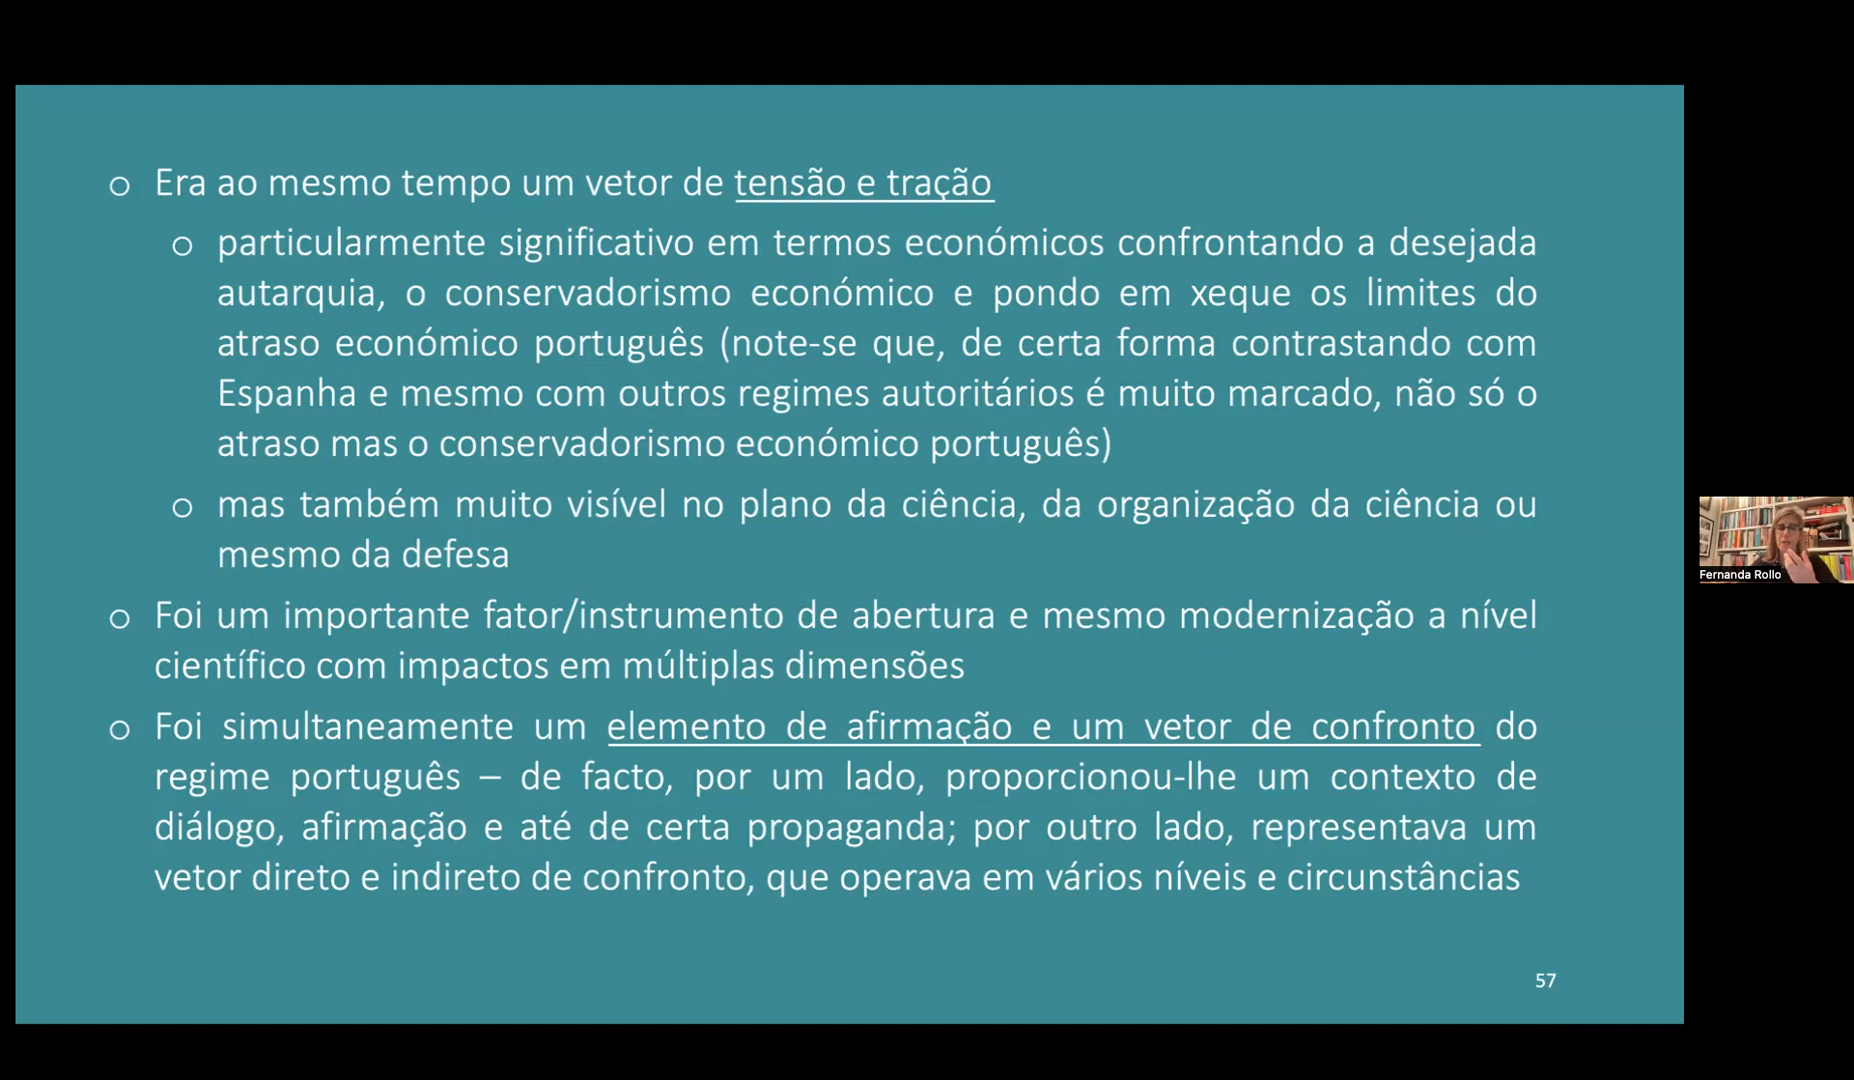 o Era ao mesmo tempo um vetor de tensão e tração
o particularmente significativo em termos económicos confrontando a desejada
autarquia, o conservadorismo económico e pondo em xeque os limites do
atraso económico português (note-se que, de certa forma contrastando com
Espanha e mesmo com outros regimes autoritários é muito marcado, não só o
atraso mas o conservadorismo económico português)
o mas também muito visível no plano da ciência, da organização da ciência ou
mesmo da defesa
o Foi um importante fator/instrumento de abertura e mesmo modernização a nível
científico com impactos em múltiplas dimensões
o Foi simultaneamente um elemento de afirmação e um vetor de confronto do
regime português – de facto, por um lado, proporcionou-lhe um contexto de
diálogo, afirmação e até de certa propaganda; por outro lado, representava um
vetor direto e indireto de confronto, que operava em vários níveis e circunstâncias
57
Fernanda Rollo